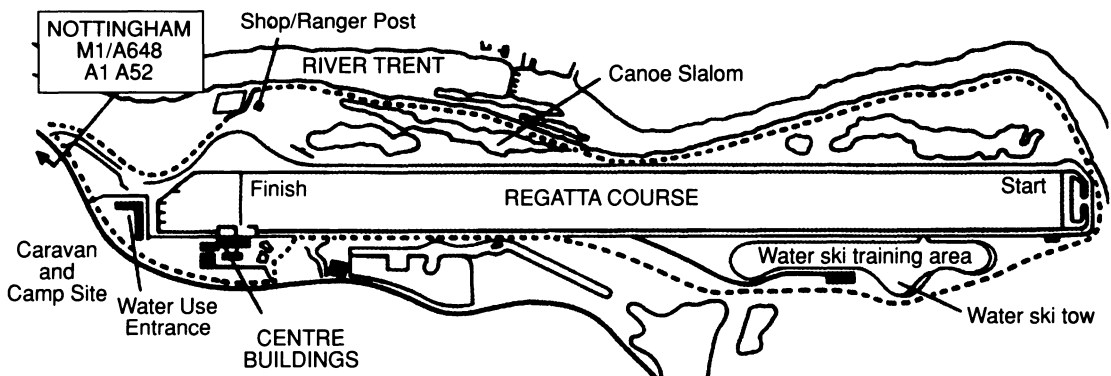 NOTTINGHAM
M1/A648
A1 A52
Shop/Ranger Post
RIVER TRENT
Canoe Slalom
Finish
REGATTA COURSE
Start
Caravan
and
Camp Site
Water Use
Entrance
CENTRE
BUILDINGS
Water ski training area
Water ski tow